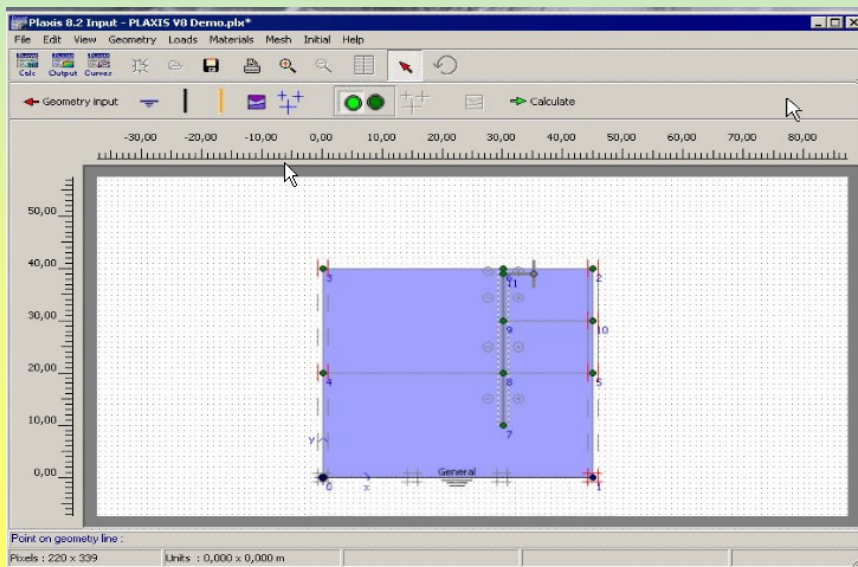 Plaxis 8.2 Input - PLAXIS V8 Demo.plx*
File Edit View Geometry Loads Materials Mesh Initial Help
Calc Output Curves
Geometry input Calculate
-30,00 -20,00 -10,00 0,00 10,00 20,00 30,00 40,00 50,00 60,00 70,00 80,00
50,00
40,00
3 11 2
30,00
9 10
20,00
4 8 5
10,00
7
y
0,00
General
0 x 1
Point on geometry line :
Pixels : 220 x 339 Units : 0,000 x 0,000 m